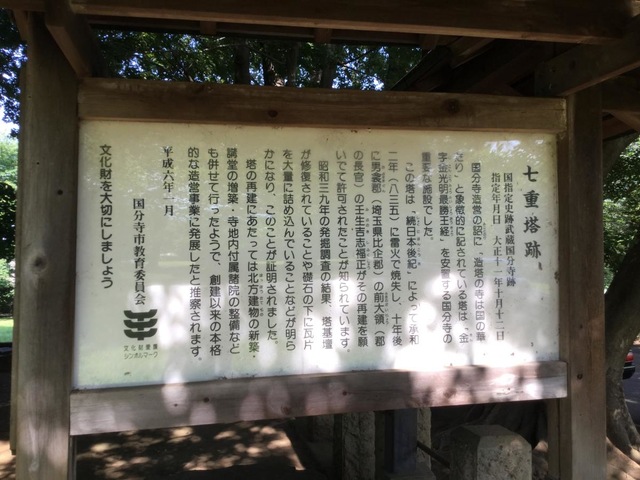 七重塔跡
国指定史跡武蔵国分寺跡
指定年月日 大正十一年十月十二日
国分寺造営の詔に「造塔の寺は国の華
たり」と象徴的に記されている塔は、「金
字金光明最勝王経」を安置する国分寺の
重要な施設でした。
この塔は『続日本後紀』によって承和
二年(八三五)に雷火で焼失し、十年後
に男衾郡(埼玉県比企郡)の前大領(郡
の長官)の壬生吉志福正がその再建を願
いでて許可されたことが知られています。
昭和三九年の発掘調査の結果、塔基壇
が修復されていることや礎石の下に瓦片
を大量に詰め込んでいることなどが明ら
かになり、このことが証明されました。
塔の再建にあたっては北方建物の新築・
講堂の増築・寺地内付属諸院の整備など
も併せて行ったようで、創建以来の本格
的な造営事業に発展したと推察されます。
平成六年一月
国分寺市教育委員会
文化財愛護
シンボルマーク
文化財を大切にしましょう